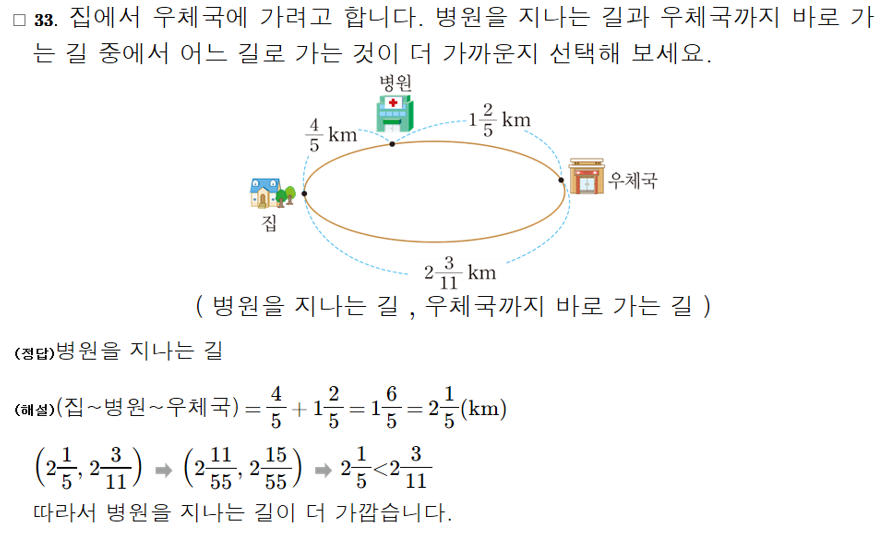 □ 33. 집에서 우체국에 가려고 합니다. 병원을 지나는 길과 우체국까지 바로 가
는 길 중에서 어느 길로 가는 것이 더 가까운지 선택해 보세요.
병원
4/5 km
1 2/5 km
우체국
집
2 3/11 km
( 병원을 지나는 길 , 우체국까지 바로 가는 길 )
(정답)병원을 지나는 길
(해설)(집~병원~우체국) = 4/5 + 1 2/5 = 1 6/5 = 2 1/5 (km)
(2 1/5, 2 3/11) ➡ (2 11/55, 2 15/55) ➡ 2 1/5 < 2 3/11
따라서 병원을 지나는 길이 더 가깝습니다.